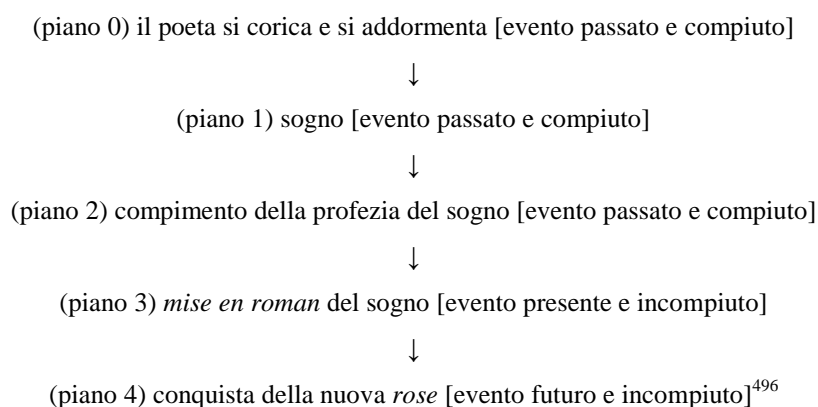 (piano 0) il poeta si corica e si addormenta [evento passato e compiuto]
↓
(piano 1) sogno [evento passato e compiuto]
↓
(piano 2) compimento della profezia del sogno [evento passato e compiuto]
↓
(piano 3) mise en roman del sogno [evento presente e incompiuto]
↓
(piano 4) conquista della nuova rose [evento futuro e incompiuto]496